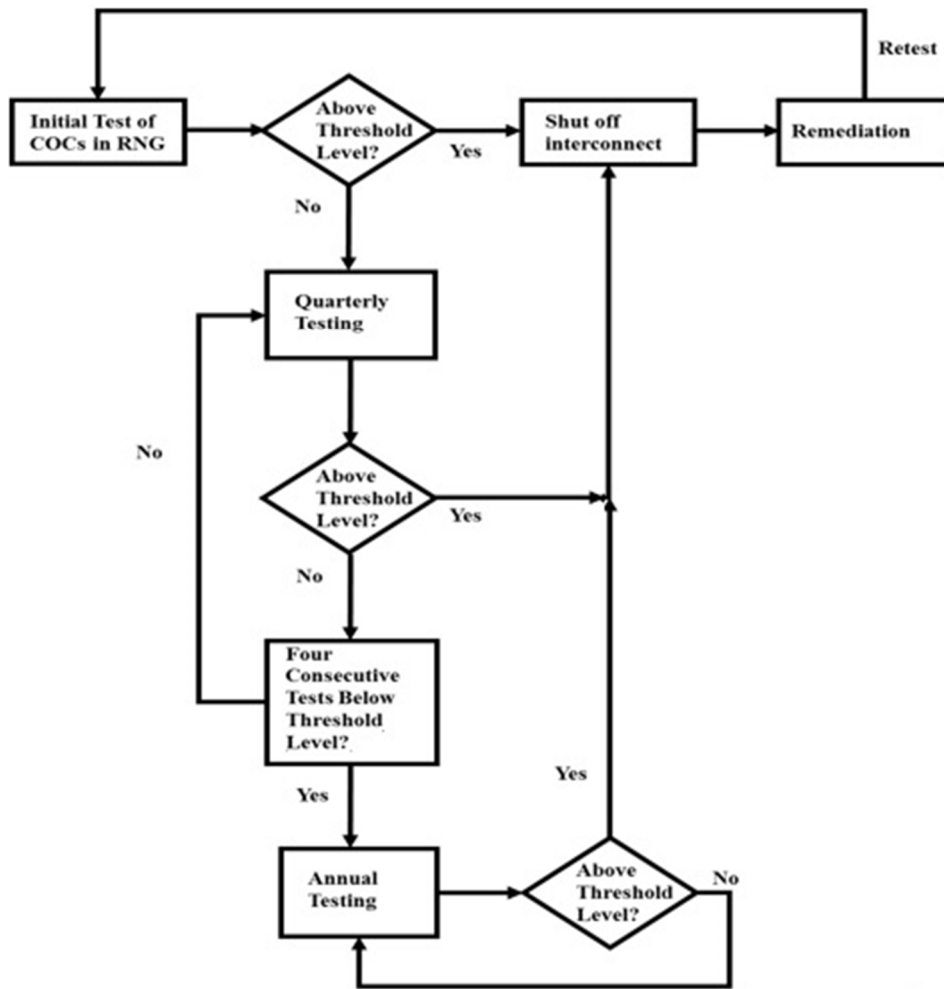 Retest
Initial Test of
COCs in RNG
Above
Threshold
Level?
Yes
Shut off
interconnect
Remediation
No
Quarterly
Testing
No
Above
Threshold
Level?
Yes
No
Four
Consecutive
Tests Below
Threshold
Level?
Yes
Yes
Annual
Testing
Above
Threshold
Level?
No